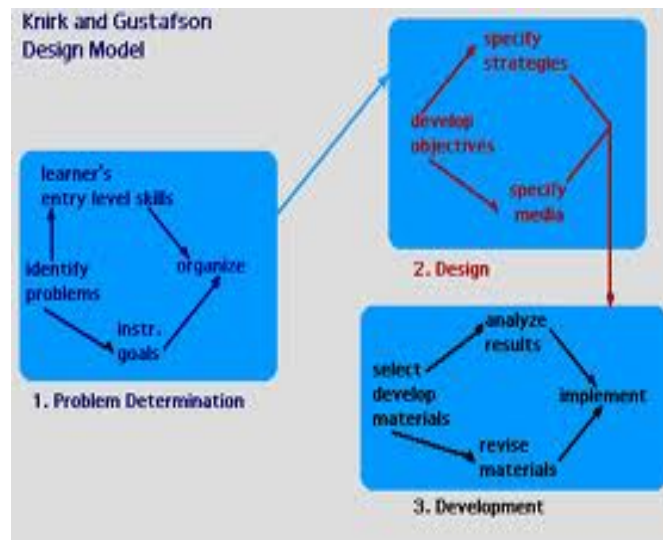 Knirk and Gustafson
Design Model
learner's
entry level skills
identify
problems
organize
instr.
goals
1. Problem Determination
specify
strategies
develop
objectives
specify
media
2. Design
analyze
results
select
develop
materials
implement
revise
materials
3. Development